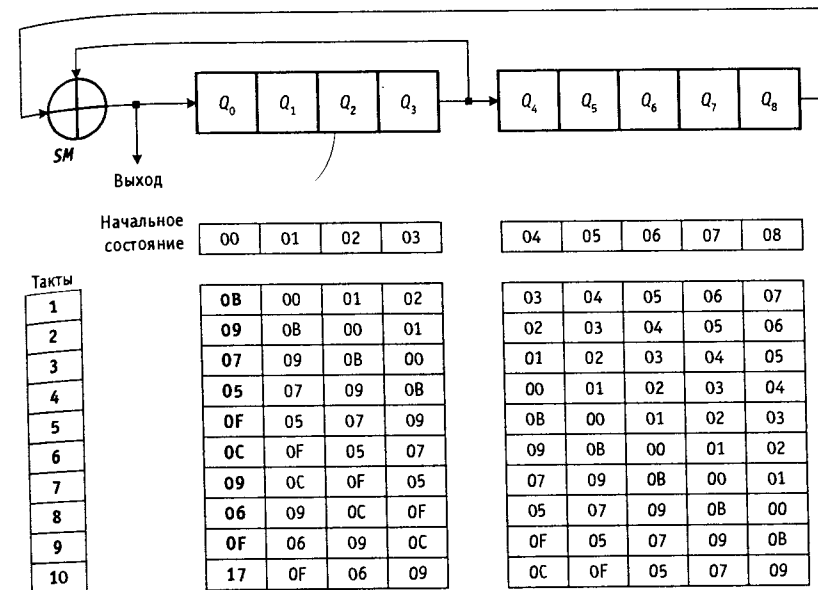 Q0 Q1 Q2 Q3 Q4 Q5 Q6 Q7 Q8
SM
Выход
Начальное
состояние 00 01 02 03 04 05 06 07 08
Такты
1 0B 00 01 02 03 04 05 06 07
2 09 0B 00 01 02 03 04 05 06
3 07 09 0B 00 01 02 03 04 05
4 05 07 09 0B 00 01 02 03 04
5 0F 05 07 09 0B 00 01 02 03
6 0C 0F 05 07 09 0B 00 01 02
7 09 0C 0F 05 07 09 0B 00 01
8 06 09 0C 0F 05 07 09 0B 00
9 0F 06 09 0C 0F 05 07 09 0B
10 17 0F 06 09 0C 0F 05 07 09